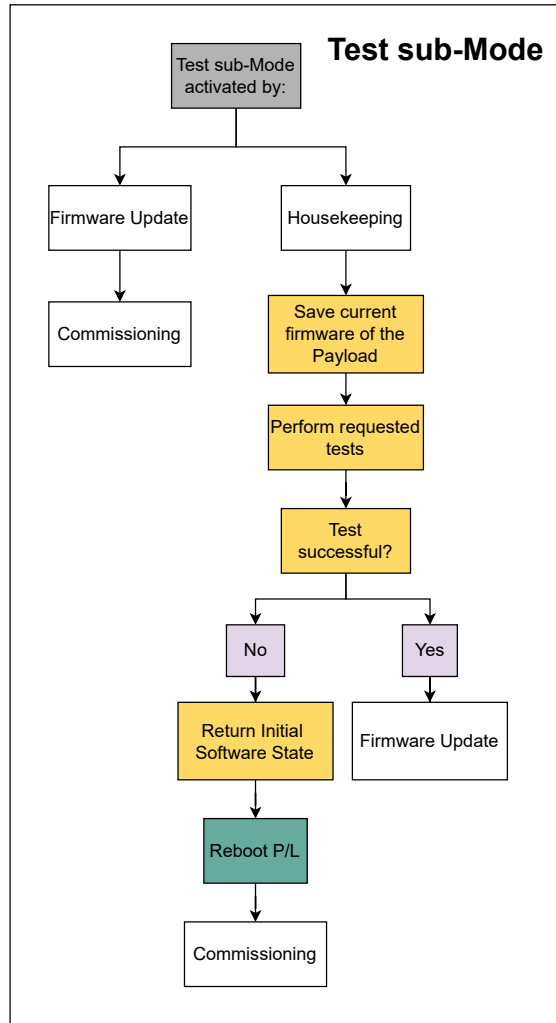 Test sub-Mode
Test sub-Mode
activated by:
Firmware Update
Housekeeping
Commissioning
Save current
firmware of the
Payload
Perform requested
tests
Test
successful?
No
Yes
Return Initial
Software State
Firmware Update
Reboot P/L
Commissioning